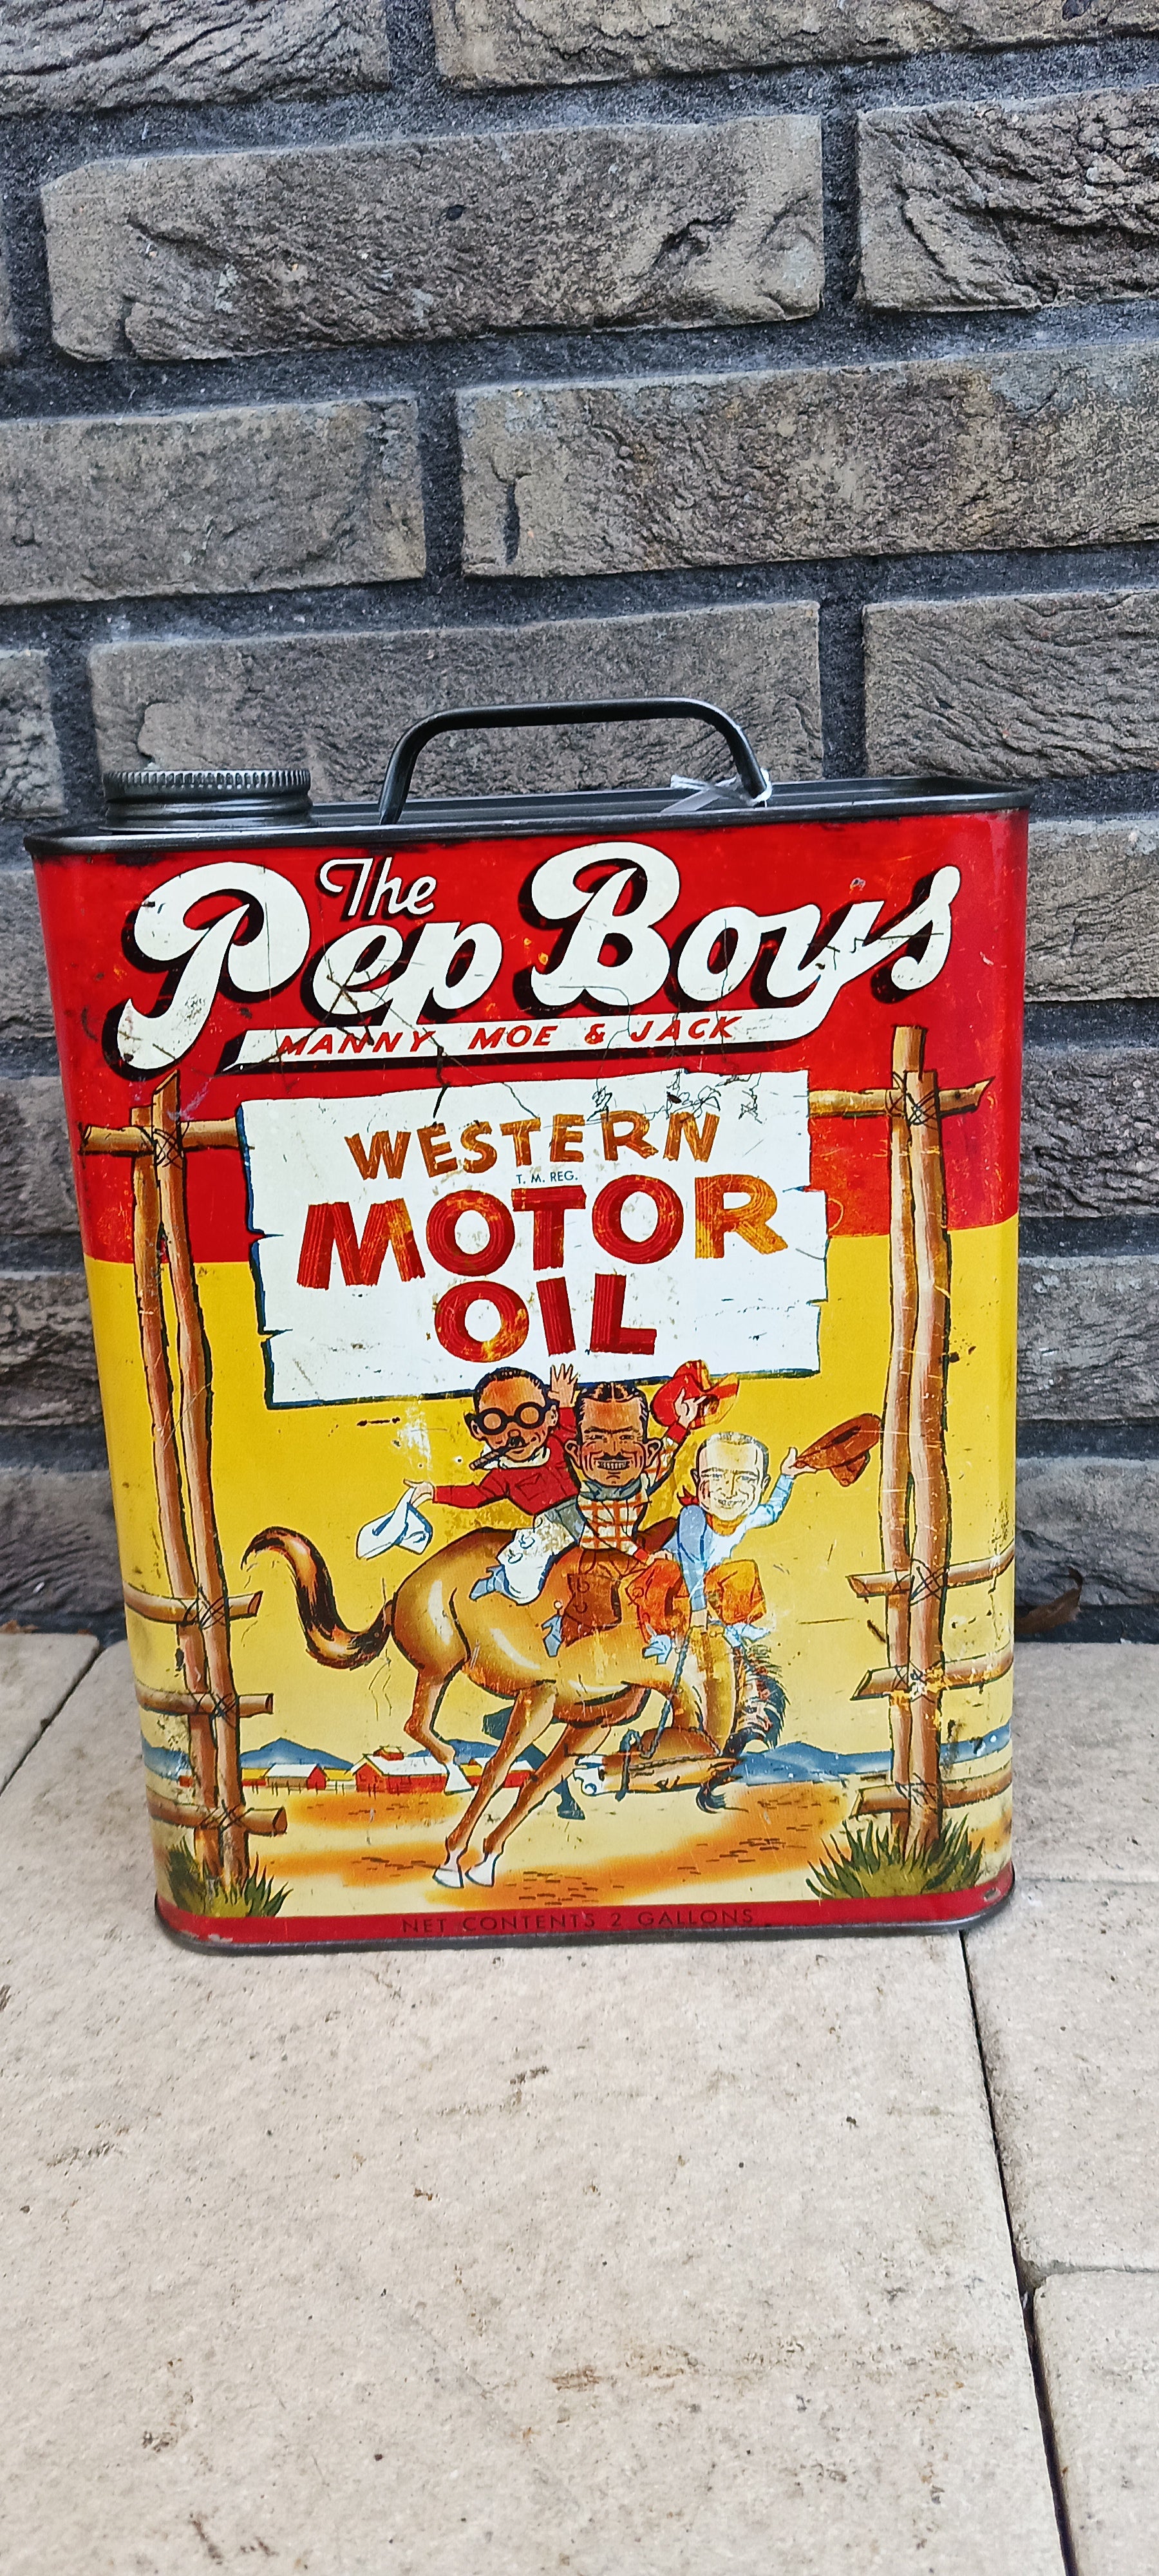 The
Pep Boys
MANNY MOE & JACK
WESTERN
T. M. REG.
MOTOR
OIL
NET CONTENTS 2 GALLONS